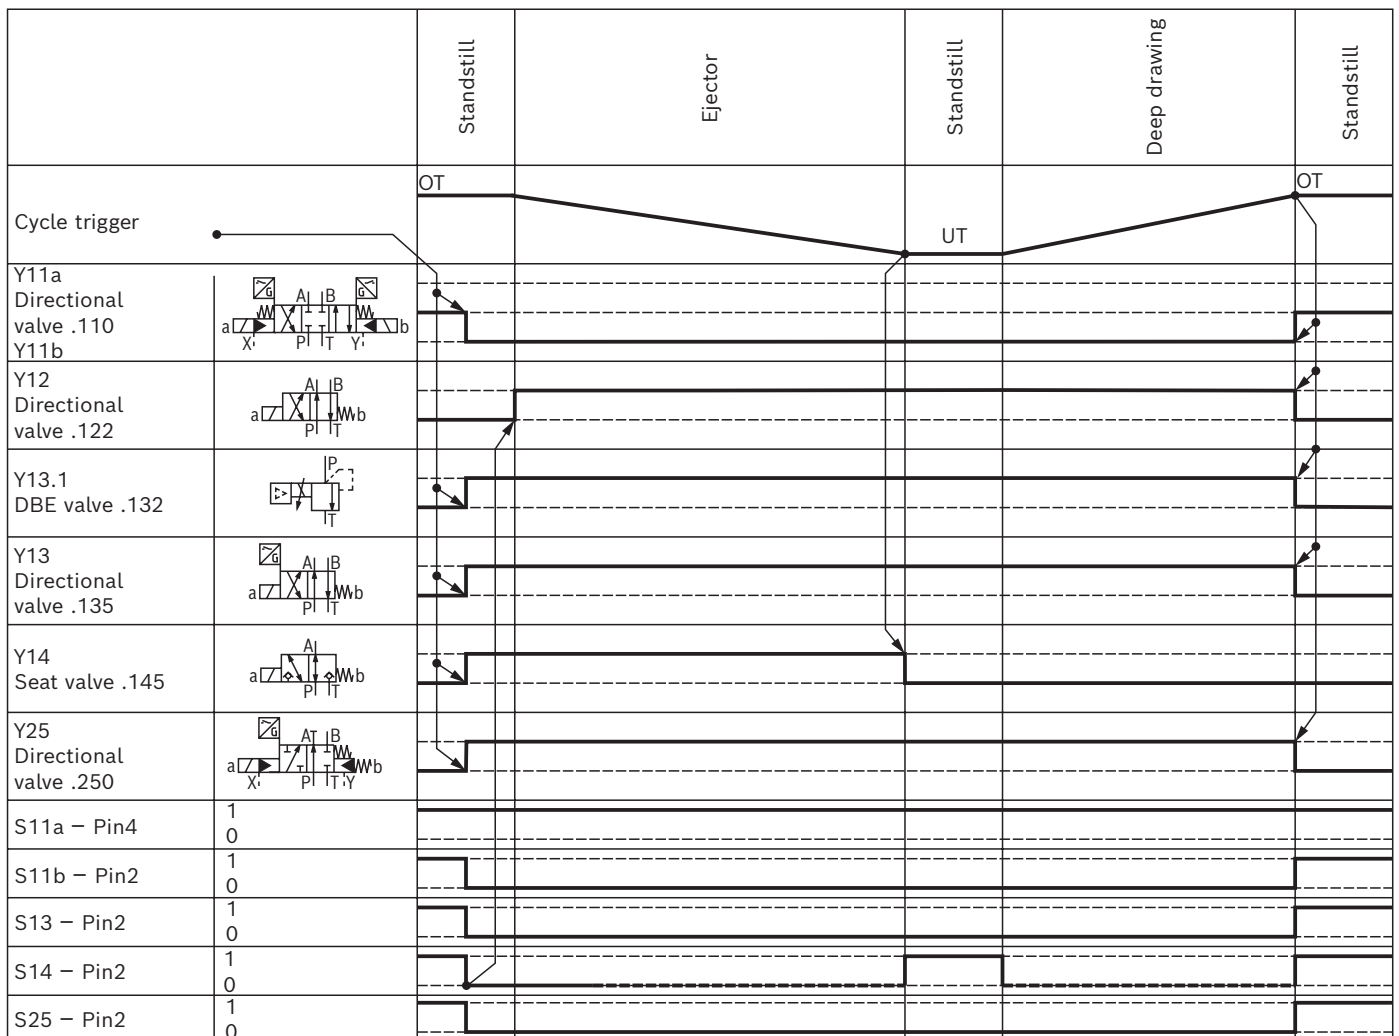 Standstill
Ejector
Standstill
Deep drawing
Standstill
Cycle trigger
OT
UT
OT
Y11a
Directional
valve .110
Y11b
G
G
A B
a b
X P T Y
Y12
Directional
valve .122
A B
a b
P T
Y13.1
DBE valve .132
P
T
Y13
Directional
valve .135
G
A B
a b
P T
Y14
Seat valve .145
A
a b
P T
Y25
Directional
valve .250
G
A B
a b
X P T Y
S11a – Pin4
1
0
S11b – Pin2
1
0
S13 – Pin2
1
0
S14 – Pin2
1
0
S25 – Pin2
1
0